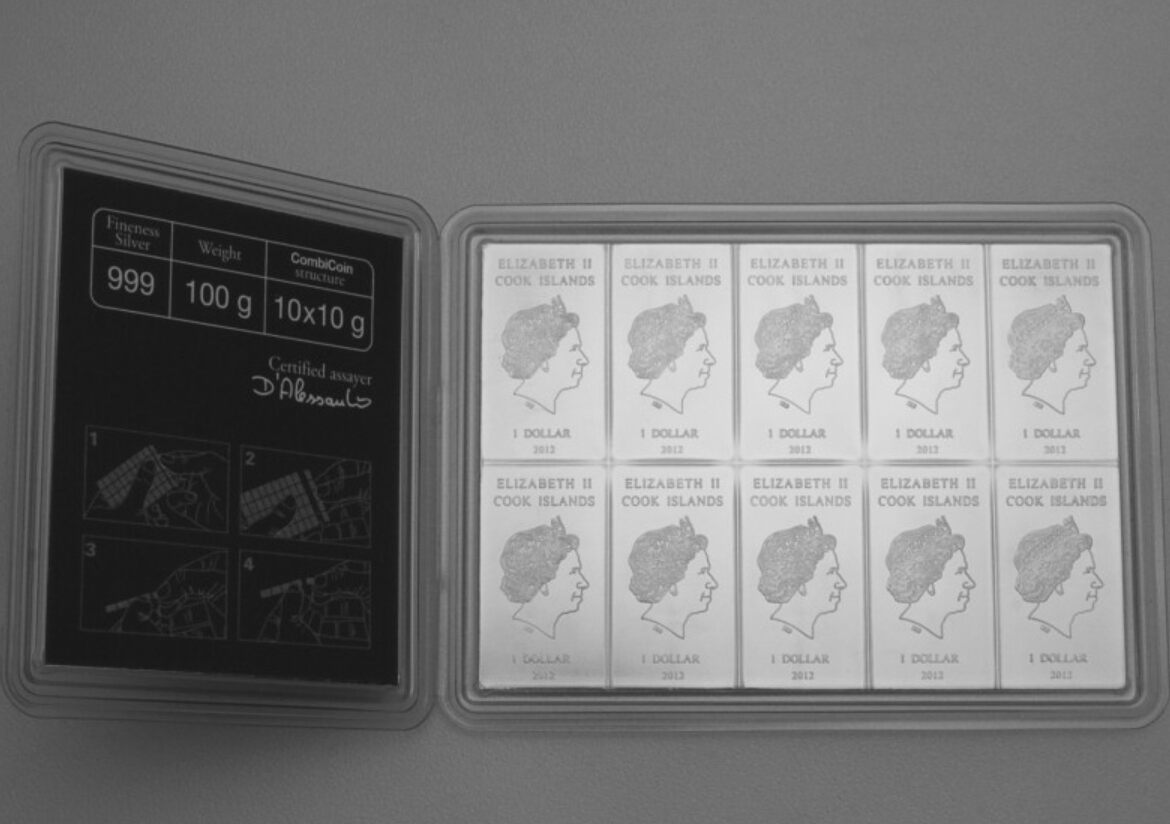 Fineness Silver
Weight
CombiCoin structure
999
100 g
10x10 g
Certified assayer
1
2
3
4
ELIZABETH II ELIZABETH II ELIZABETH II ELIZABETH II ELIZABETH II
COOK ISLANDS COOK ISLANDS COOK ISLANDS COOK ISLANDS COOK ISLANDS
1 DOLLAR 1 DOLLAR 1 DOLLAR 1 DOLLAR 1 DOLLAR
2012 2012 2012 2012 2012
ELIZABETH II ELIZABETH II ELIZABETH II ELIZABETH II ELIZABETH II
COOK ISLANDS COOK ISLANDS COOK ISLANDS COOK ISLANDS COOK ISLANDS
1 DOLLAR 1 DOLLAR 1 DOLLAR 1 DOLLAR 1 DOLLAR
2012 2012 2012 2012 2012